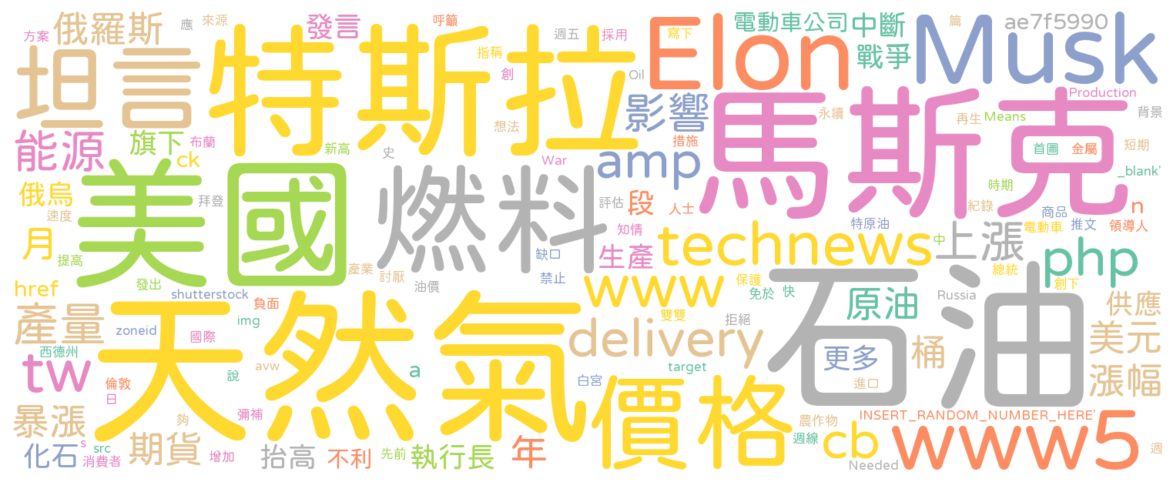 俄羅斯
應
來源
發言
呼籲
週五
寫下
電動車公司
中斷
篇
ae7f5990
方案
坦言
特斯拉
指稱
採用
創
Elon
戰爭
Musk
能源
旗下
布蘭
新高
史
想法
Oil
影響
措施
永續
Production
再生
Means
背景
馬斯克
首圖
金屬
短期
_blank'
ck
美國
燃料
War
amp
俄烏
速度
拜登
評估
段
人士
時期
紀錄
商品
n
月
提高
知情
特原油
電動車
推文
領導人
產業
討厭
缺口
生產
technews
中
上漲
php
href
發出
油價
禁止
www
保護
免於
快
總統
創下
shutterstock
負面
產量
天然氣
雙雙
石油
原油
Russia
供應
zoneid
img
國際
delivery
拒絕
美元
西德州
說
tw
avw
a
target
更多
桶
倫敦
日
白宮
進口
漲幅
暴漲
夠
彌補
價格
農作物
INSERT_RANDOM_NUMBER_HERE'
化石
s
src
消費者
期貨
增加
抬高
不利
先前
執行長
年
週線
cb
Needed
www5
週